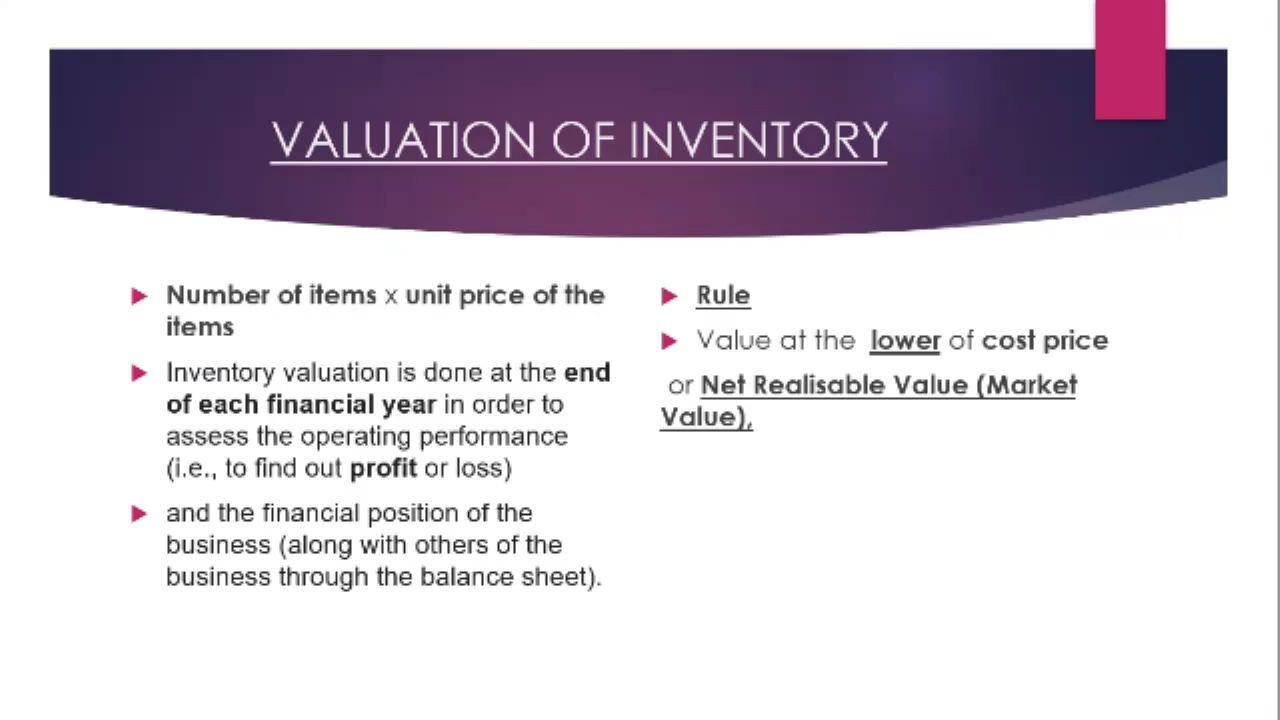 VALUATION OF INVENTORY
Number of items x unit price of the
items
Inventory valuation is done at the end
of each financial year in order to
assess the operating performance
(i.e., to find out profit or loss)
and the financial position of the
business (along with others of the
business through the balance sheet).
Rule
Value at the lower of cost price
or Net Realisable Value (Market
Value),